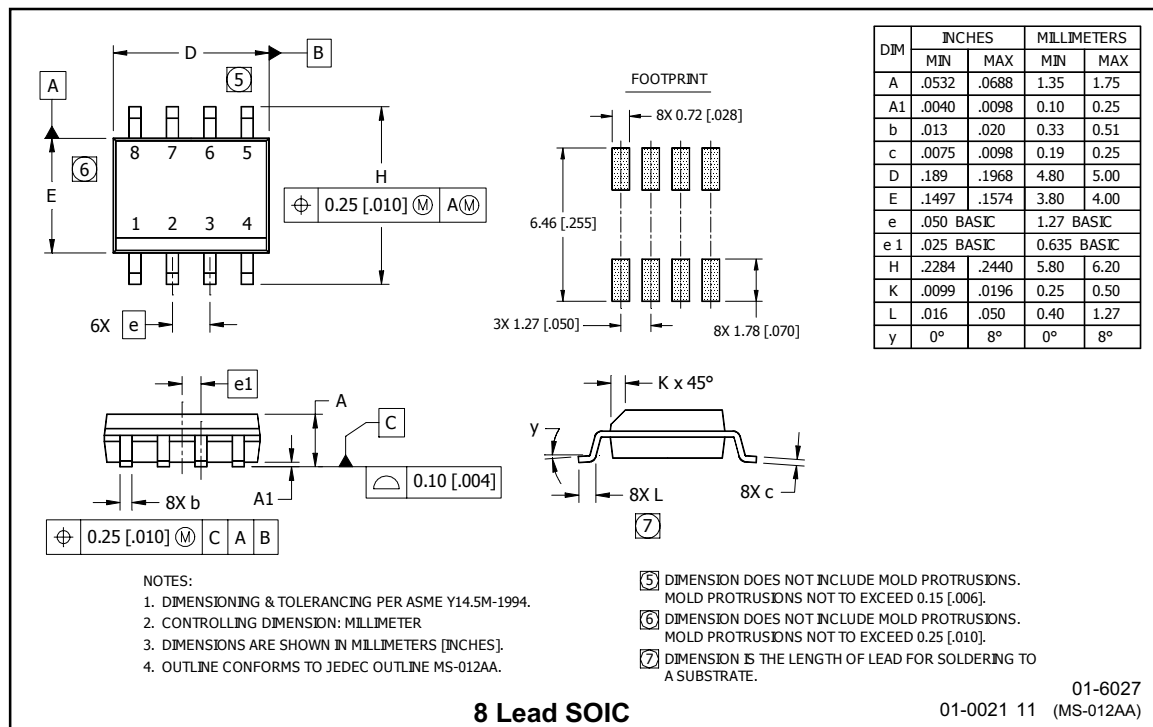 D
B
A
5
8 7 6 5
6
E
H
⌖ 0.25 [.010] Ⓜ AⓂ
1 2 3 4
6X e
FOOTPRINT
8X 0.72 [.028]
6.46 [.255]
3X 1.27 [.050]
8X 1.78 [.070]
DIM INCHES MILLIMETERS
MIN MAX MIN MAX
A .0532 .0688 1.35 1.75
A1 .0040 .0098 0.10 0.25
b .013 .020 0.33 0.51
c .0075 .0098 0.19 0.25
D .189 .1968 4.80 5.00
E .1497 .1574 3.80 4.00
e .050 BASIC 1.27 BASIC
e 1 .025 BASIC 0.635 BASIC
H .2284 .2440 5.80 6.20
K .0099 .0196 0.25 0.50
L .016 .050 0.40 1.27
y 0° 8° 0° 8°
e1
A
C
⌓ 0.10 [.004]
A1
8X b
⌖ 0.25 [.010] Ⓜ C A B
K x 45°
y
8X L
7
8X c
NOTES:
1. DIMENSIONING & TOLERANCING PER ASME Y14.5M-1994.
2. CONTROLLING DIMENSION: MILLIMETER
3. DIMENSIONS ARE SHOWN IN MILLIMETERS [INCHES].
4. OUTLINE CONFORMS TO JEDEC OUTLINE MS-012AA.
5 DIMENSION DOES NOT INCLUDE MOLD PROTRUSIONS.
MOLD PROTRUSIONS NOT TO EXCEED 0.15 [.006].
6 DIMENSION DOES NOT INCLUDE MOLD PROTRUSIONS.
MOLD PROTRUSIONS NOT TO EXCEED 0.25 [.010].
7 DIMENSION IS THE LENGTH OF LEAD FOR SOLDERING TO
A SUBSTRATE.
8 Lead SOIC
01-6027
01-0021 11 (MS-012AA)